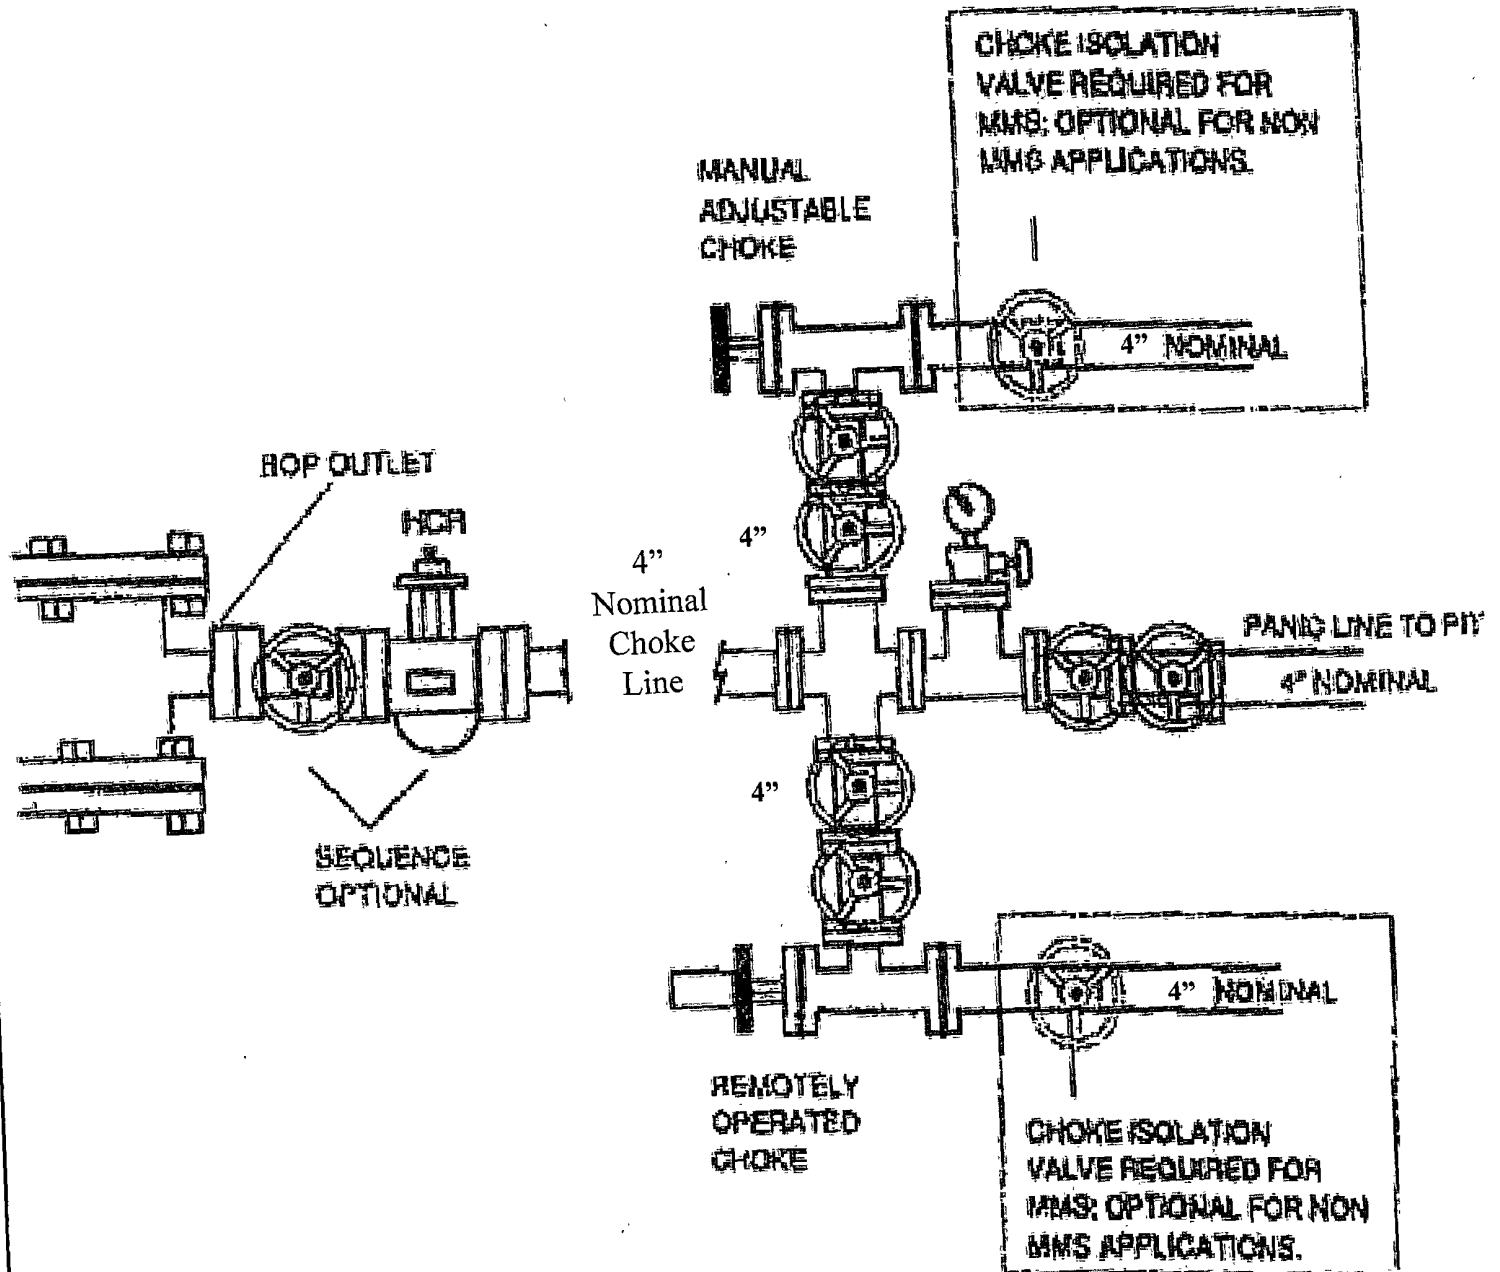 CHOKE ISOLATION
VALVE REQUIRED FOR
MMS; OPTIONAL FOR NON
MMS APPLICATIONS.
MANUAL
ADJUSTABLE
CHOKE
4" NOMINAL
BOP OUTLET
HCR
4"
4"
Nominal
Choke
Line
PANIC LINE TO PIT
4" NOMINAL
4"
SEQUENCE
OPTIONAL
4" NOMINAL
REMOTELY
OPERATED
CHOKE
CHOKE ISOLATION
VALVE REQUIRED FOR
MMS; OPTIONAL FOR NON
MMS APPLICATIONS.